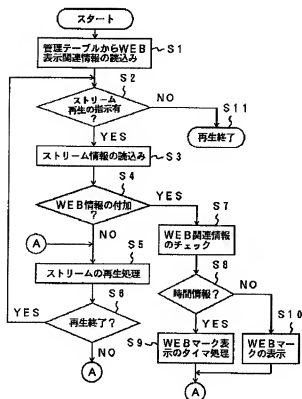 スタート
管理テーブルからWEB
表示関連情報の読込み
S1
S2
ストリーム
再生の指示有
?
NO
S11
再生終了
YES
ストリーム情報の読込み
S3
S4
WEB情報の付加
?
YES
S7
WEB関連情報
のチェック
A
NO
S5
ストリームの再生処理
S8
時間情報?
NO
YES
S6
再生終了?
YES
S10
WEBマーク表
示のタイマ処理
S9
WEBマー
クの表示
NO
A
A